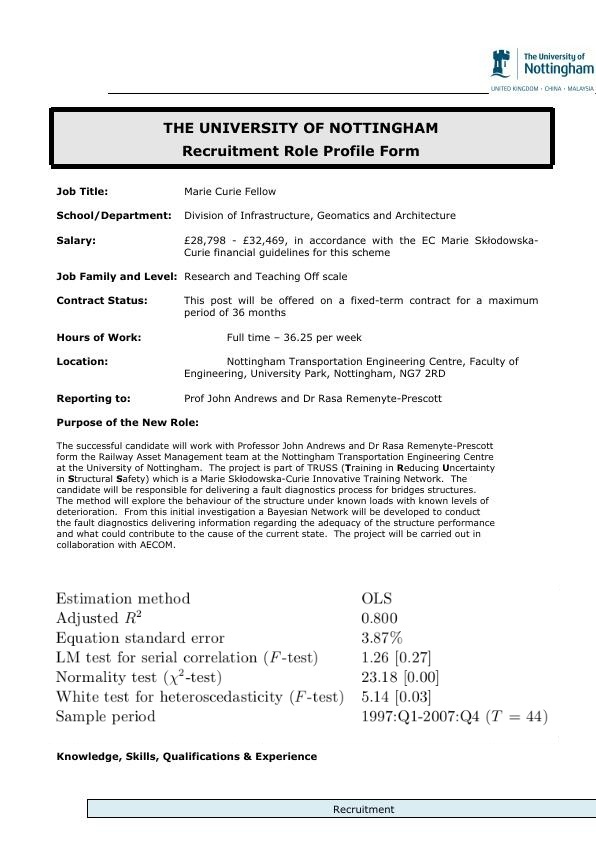 The University of
Nottingham
UNITED KINGDOM · CHINA · MALAYSIA
THE UNIVERSITY OF NOTTINGHAM
Recruitment Role Profile Form
Job Title: Marie Curie Fellow
School/Department: Division of Infrastructure, Geomatics and Architecture
Salary: £28,798 - £32,469, in accordance with the EC Marie Skłodowska-
Curie financial guidelines for this scheme
Job Family and Level: Research and Teaching Off scale
Contract Status: This post will be offered on a fixed-term contract for a maximum
period of 36 months
Hours of Work: Full time – 36.25 per week
Location: Nottingham Transportation Engineering Centre, Faculty of
Engineering, University Park, Nottingham, NG7 2RD
Reporting to: Prof John Andrews and Dr Rasa Remenyte-Prescott
Purpose of the New Role:
The successful candidate will work with Professor John Andrews and Dr Rasa Remenyte-Prescott
form the Railway Asset Management team at the Nottingham Transportation Engineering Centre
at the University of Nottingham. The project is part of TRUSS (Training in Reducing Uncertainty
in Structural Safety) which is a Marie Skłodowska-Curie Innovative Training Network. The
candidate will be responsible for delivering a fault diagnostics process for bridges structures.
The method will explore the behaviour of the structure under known loads with known levels of
deterioration. From this initial investigation a Bayesian Network will be developed to conduct
the fault diagnostics delivering information regarding the adequacy of the structure performance
and what could contribute to the cause of the current state. The project will be carried out in
collaboration with AECOM.
Estimation method OLS
Adjusted R² 0.800
Equation standard error 3.87%
LM test for serial correlation (F-test) 1.26 [0.27]
Normality test (χ²-test) 23.18 [0.00]
White test for heteroscedasticity (F-test) 5.14 [0.03]
Sample period 1997:Q1-2007:Q4 (T = 44)
Knowledge, Skills, Qualifications & Experience
Recruitment